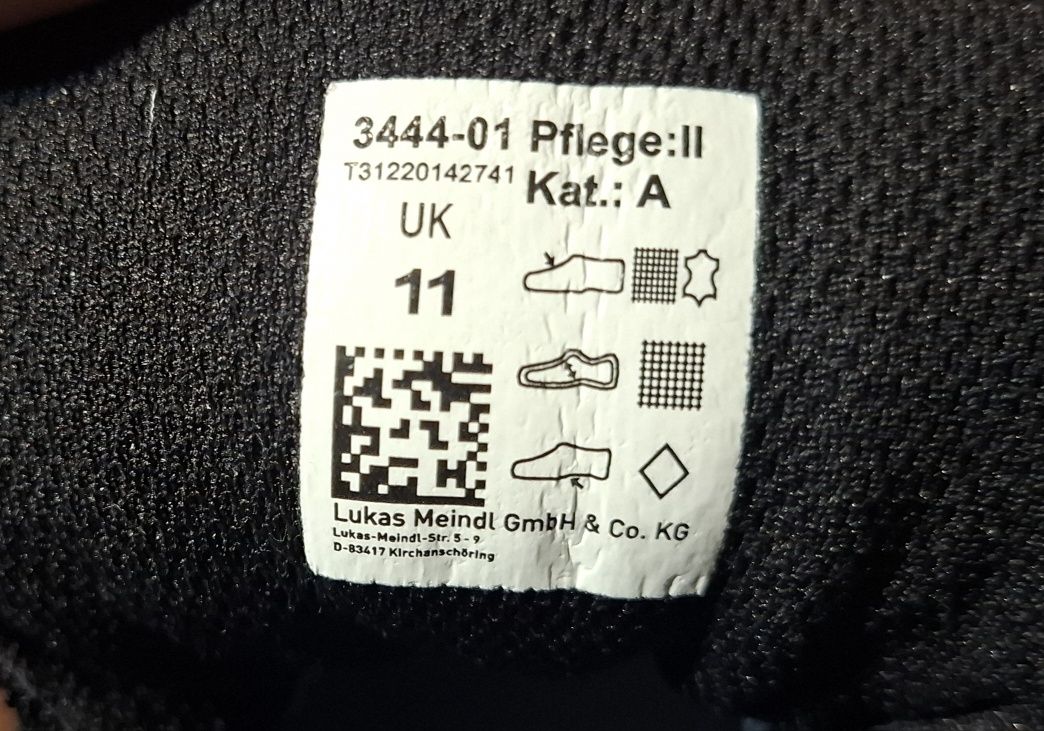 3444-01 Pflege:II
T31220142741 Kat.: A
UK
11
Lukas Meindl GmbH & Co. KG
Lukas-Meindl-Str. 5 - 9
D-83417 Kirchanschöring